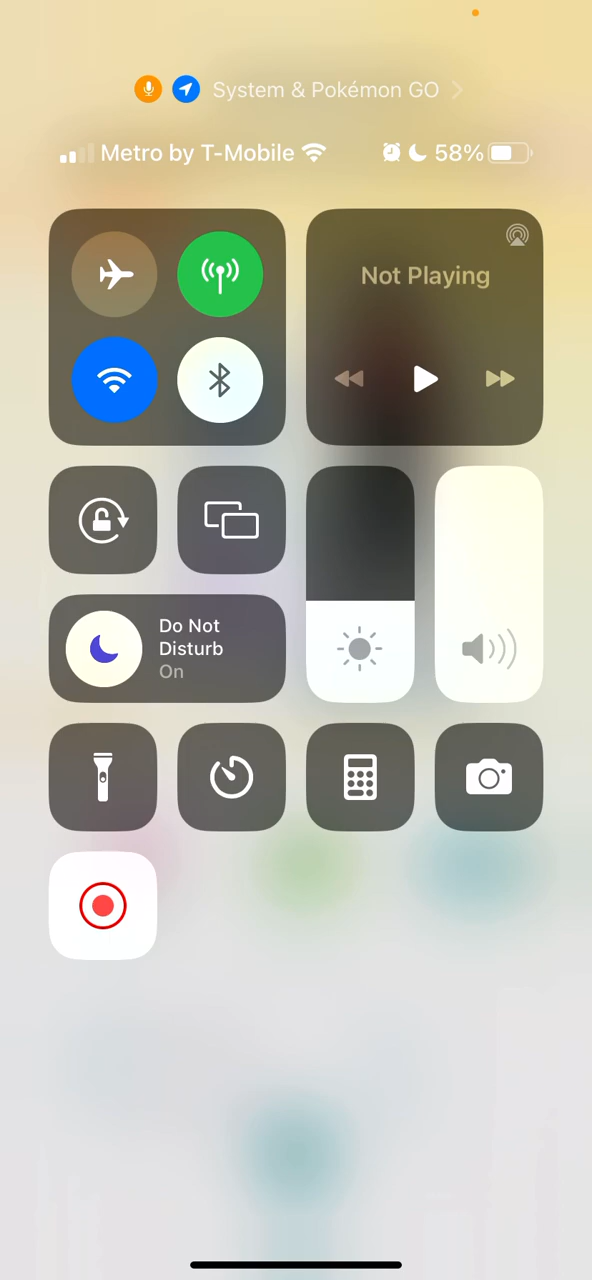 System & Pokémon GO
Metro by T-Mobile 58%
Not Playing
Do Not
Disturb
On